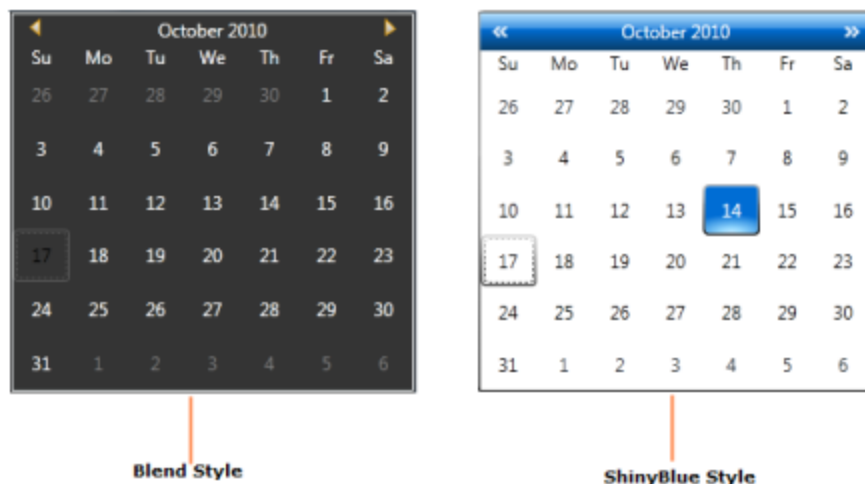 October 2010
Su Mo Tu We Th Fr Sa
26 27 28 29 30 1 2
3 4 5 6 7 8 9
10 11 12 13 14 15 16
17 18 19 20 21 22 23
24 25 26 27 28 29 30
31 1 2 3 4 5 6
Blend Style
October 2010
Su Mo Tu We Th Fr Sa
26 27 28 29 30 1 2
3 4 5 6 7 8 9
10 11 12 13 14 15 16
17 18 19 20 21 22 23
24 25 26 27 28 29 30
31 1 2 3 4 5 6
ShinyBlue Style